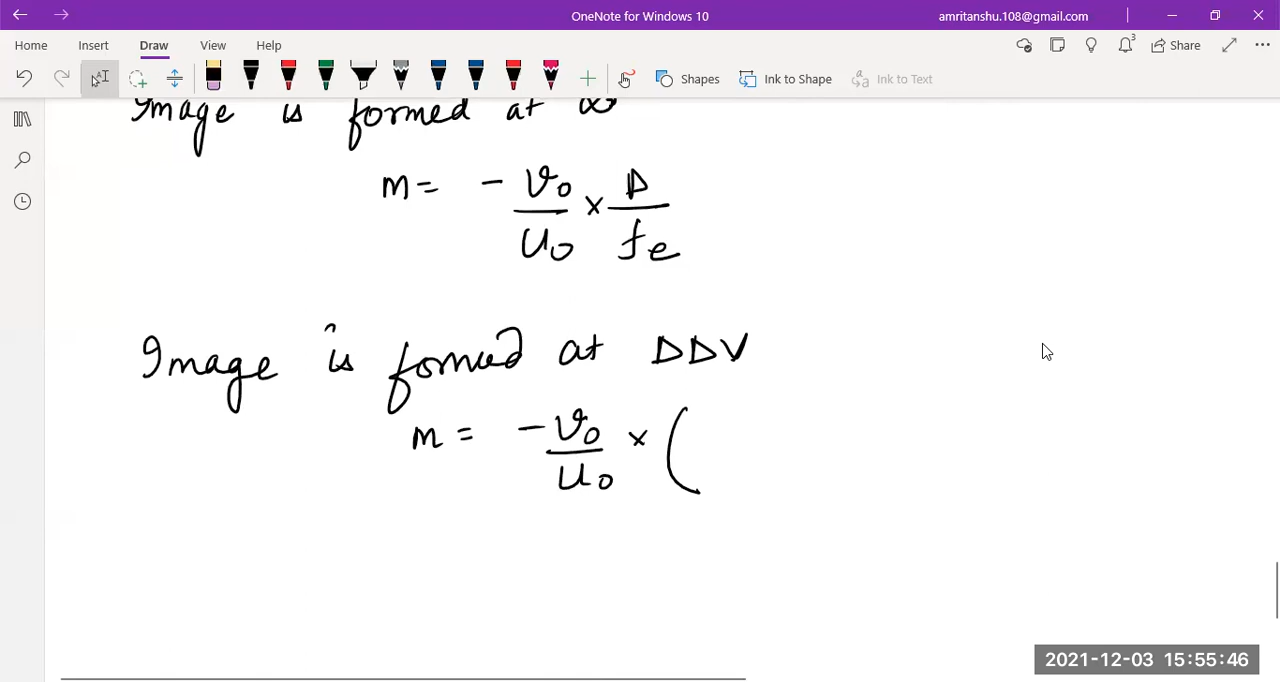 OneNote for Windows 10
amritanshu.108@gmail.com
Home Insert Draw View Help
Share
Shapes Ink to Shape Ink to Text
Image is formed at ∞
m = - v₀/u₀ × D/fe
Image is formed at DDV
m = - v₀/u₀ × (
2021-12-03 15:55:46